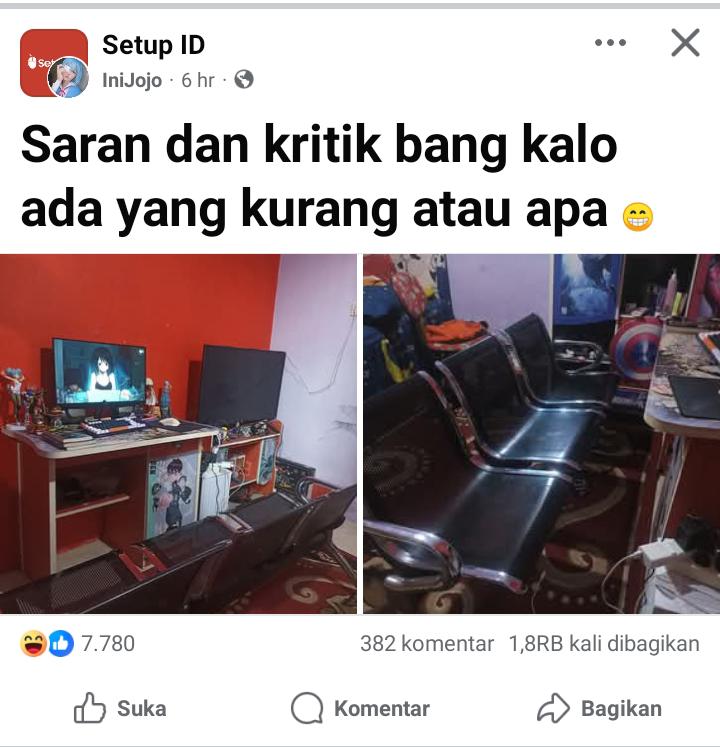 Set
Setup ID
IniJojo · 6 hr ·
Saran dan kritik bang kalo
ada yang kurang atau apa 😁
7.780
382 komentar 1,8RB kali dibagikan
Suka
Komentar
Bagikan